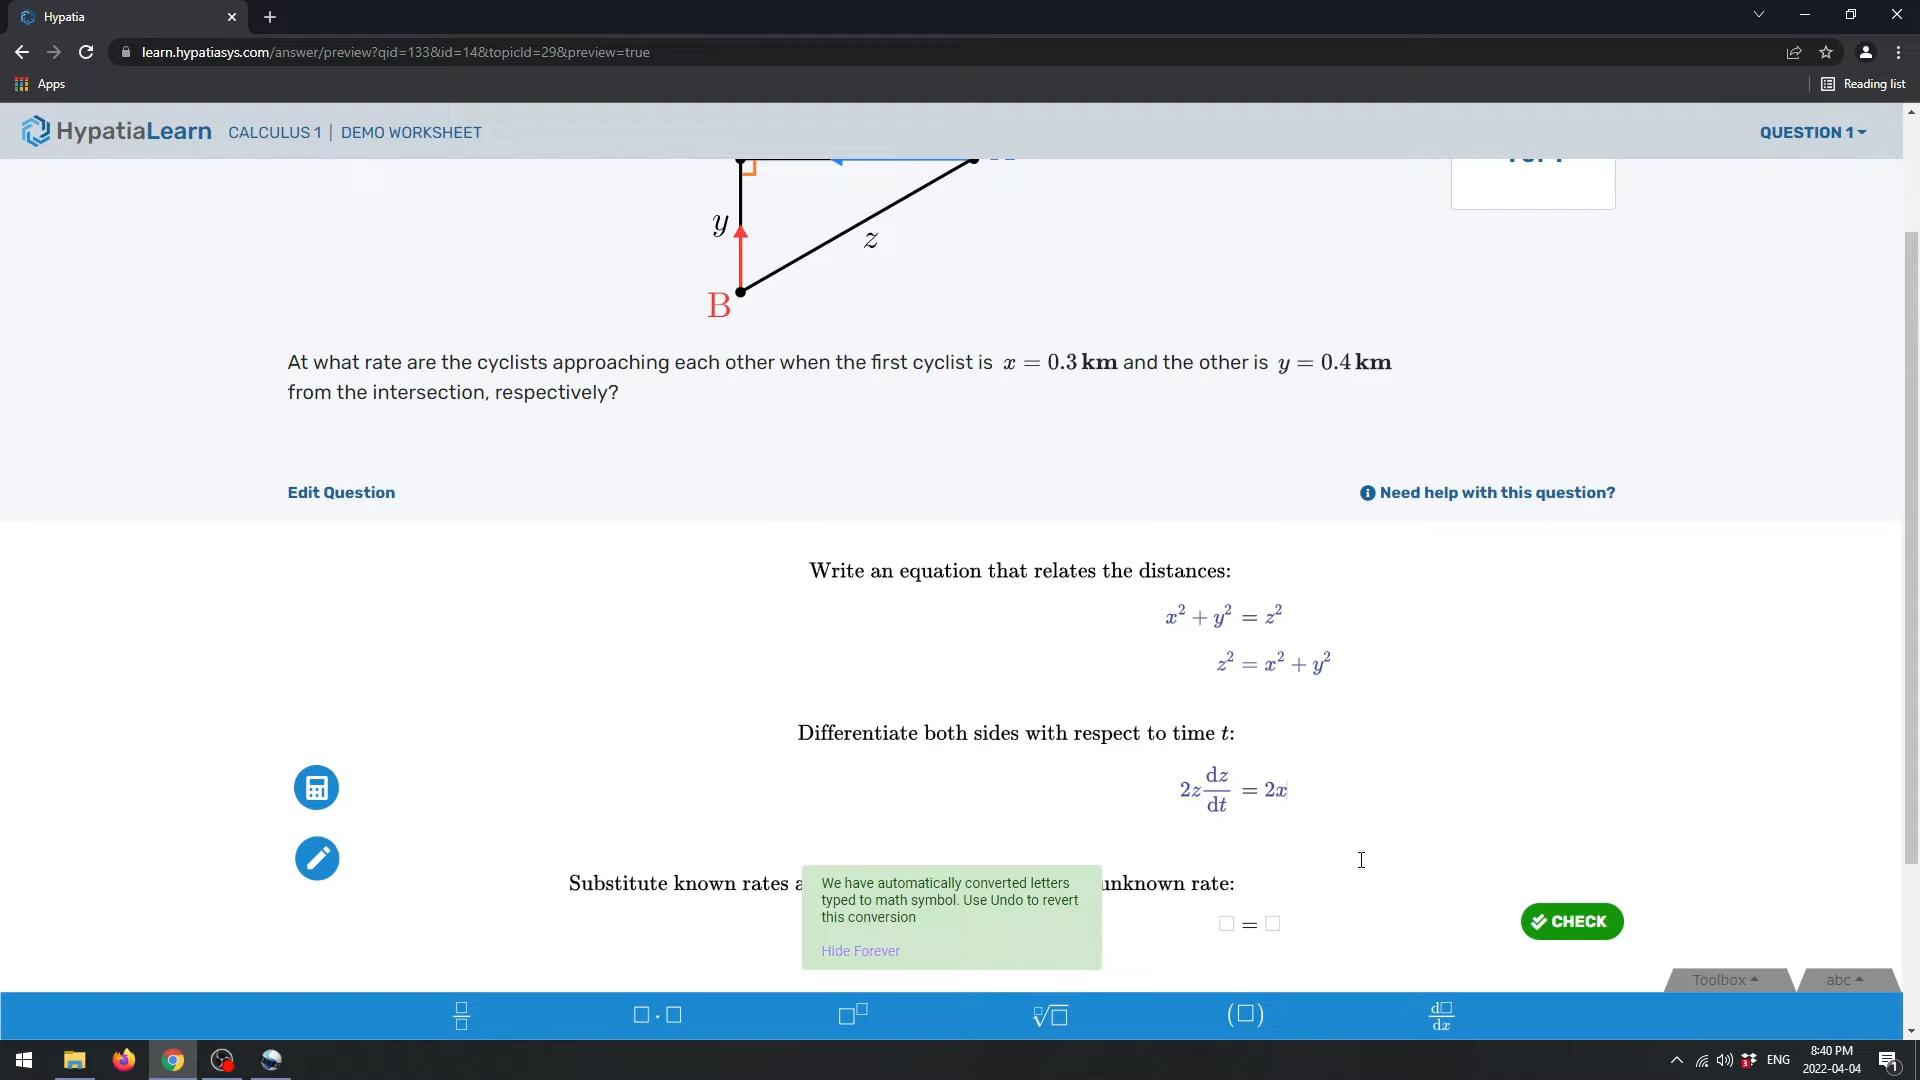 Hypatia
learn.hypatiasys.com/answer/preview?qid=133&id=14&topicId=29&preview=true
Apps
Reading list
HypatiaLearn CALCULUS 1 | DEMO WORKSHEET
QUESTION 1
y
z
B
At what rate are the cyclists approaching each other when the first cyclist is x = 0.3 km and the other is y = 0.4 km
from the intersection, respectively?
Edit Question
Need help with this question?
Write an equation that relates the distances:
x² + y² = z²
z² = x² + y²
Differentiate both sides with respect to time t:
2z dz/dt = 2x
Substitute known rates
unknown rate:
We have automatically converted letters
typed to math symbol. Use Undo to revert
this conversion
Hide Forever
□ = □
CHECK
Toolbox
abc
□/□ □ · □ □^□ √□ (□) d□/dx
ENG
8:40 PM
2022-04-04